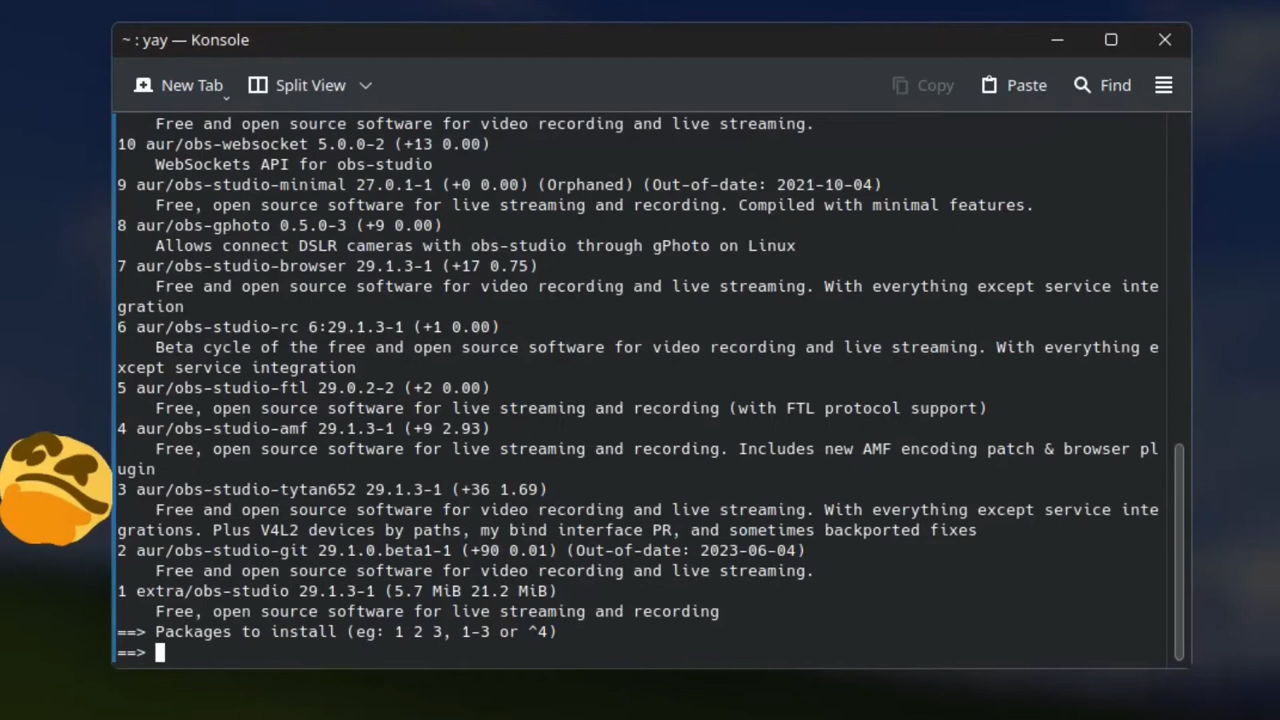 ~ : yay — Konsole
New Tab
Split View
Copy
Paste
Find
Free and open source software for video recording and live streaming.
10 aur/obs-websocket 5.0.0-2 (+13 0.00)
WebSockets API for obs-studio
9 aur/obs-studio-minimal 27.0.1-1 (+0 0.00) (Orphaned) (Out-of-date: 2021-10-04)
Free, open source software for live streaming and recording. Compiled with minimal features.
8 aur/obs-gphoto 0.5.0-3 (+9 0.00)
Allows connect DSLR cameras with obs-studio through gPhoto on Linux
7 aur/obs-studio-browser 29.1.3-1 (+17 0.75)
Free and open source software for video recording and live streaming. With everything except service inte
gration
6 aur/obs-studio-rc 6:29.1.3-1 (+1 0.00)
Beta cycle of the free and open source software for video recording and live streaming. With everything e
xcept service integration
5 aur/obs-studio-ftl 29.0.2-2 (+2 0.00)
Free, open source software for live streaming and recording (with FTL protocol support)
4 aur/obs-studio-amf 29.1.3-1 (+9 2.93)
Free, open source software for live streaming and recording. Includes new AMF encoding patch & browser pl
ugin
3 aur/obs-studio-tytan652 29.1.3-1 (+36 1.69)
Free and open source software for video recording and live streaming. With everything except service inte
grations. Plus V4L2 devices by paths, my bind interface PR, and sometimes backported fixes
2 aur/obs-studio-git 29.1.0.beta1-1 (+90 0.01) (Out-of-date: 2023-06-04)
Free and open source software for video recording and live streaming.
1 extra/obs-studio 29.1.3-1 (5.7 MiB 21.2 MiB)
Free, open source software for live streaming and recording
==> Packages to install (eg: 1 2 3, 1-3 or ^4)
==>